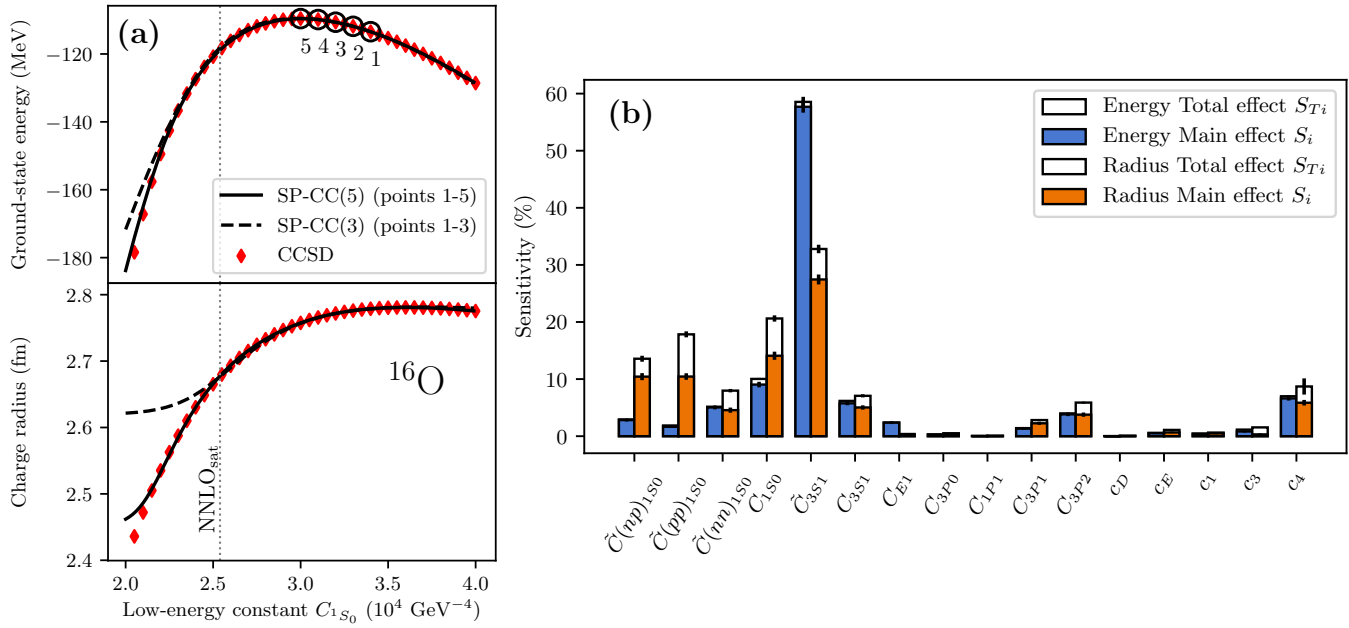 (a)
−120
−140
−160
−180
Ground-state energy (MeV)
5 4 3 2 1
SP-CC(5) (points 1-5)
SP-CC(3) (points 1-3)
CCSD
2.8
2.7
2.6
2.5
2.4
Charge radius (fm)
¹⁶O
NNLO_sat
2.0 2.5 3.0 3.5 4.0
Low-energy constant C_{¹S₀} (10⁴ GeV⁻⁴)
(b)
60
50
40
30
20
10
0
Sensitivity (%)
Energy Total effect S_{Ti}
Energy Main effect S_i
Radius Total effect S_{Ti}
Radius Main effect S_i
C̃(np)_{1S0}
C̃(pp)_{1S0}
C̃(nn)_{1S0}
C_{1S0}
C̃_{3S1}
C_{3S1}
C_{E1}
C_{3P0}
C_{1P1}
C_{3P1}
C_{3P2}
c_D
c_E
c_1
c_3
c_4